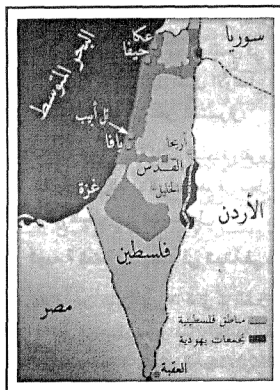 سوريا
عكا
حيفا
البحر المتوسط
تل أبيب
يافا
أريحا
القدس
الخليل
غزة
الأردن
فلسطين
مصر
مناطق فلسطينية
تجمعات يهودية
العقبة